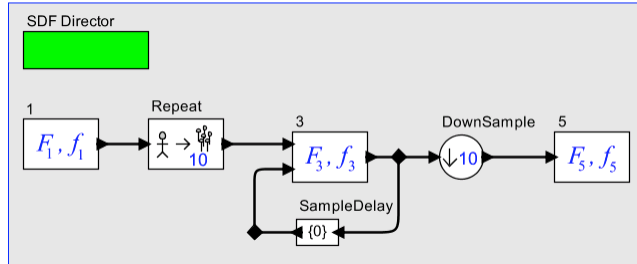 SDF Director
1
Repeat
3
DownSample
5
F₁, f₁
10
F₃, f₃
10
F₅, f₅
SampleDelay
{0}